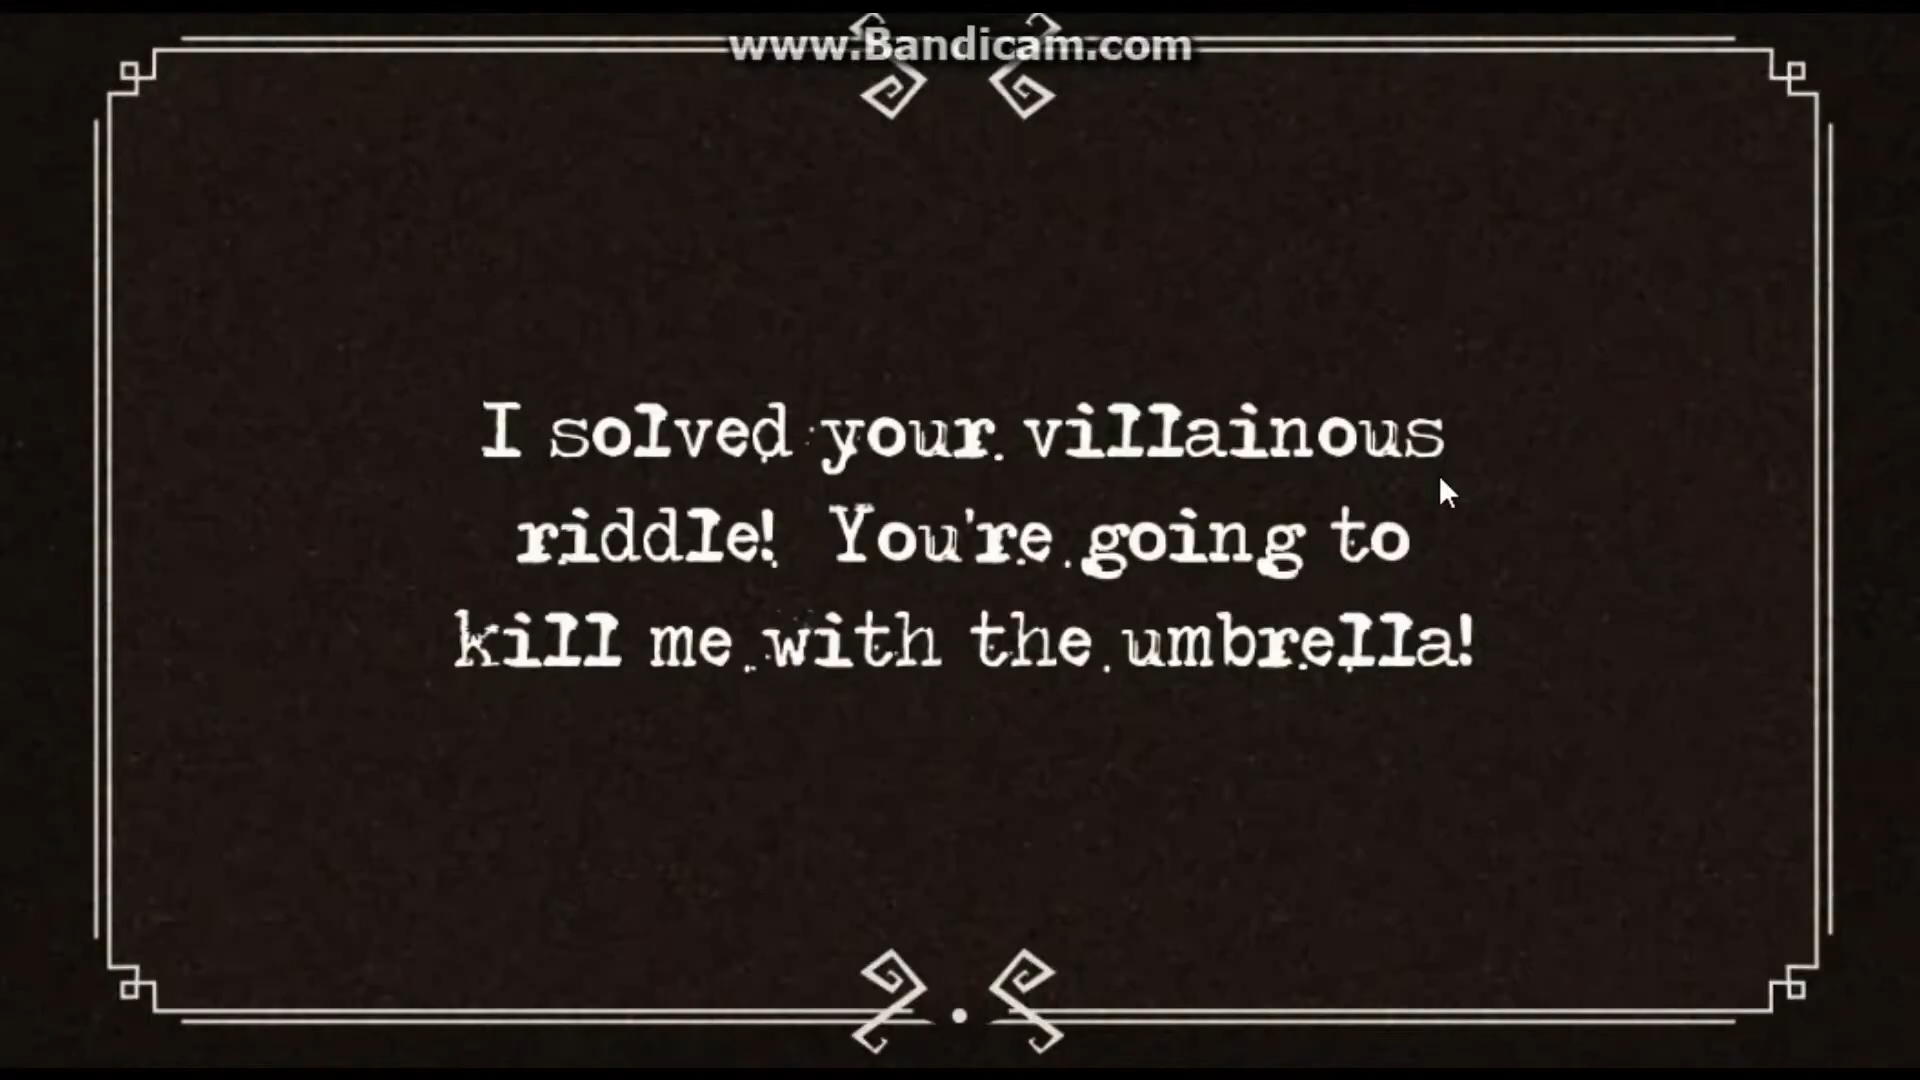 www.Bandicam.com
I solved your villainous
riddle! You're going to
kill me with the umbrella!